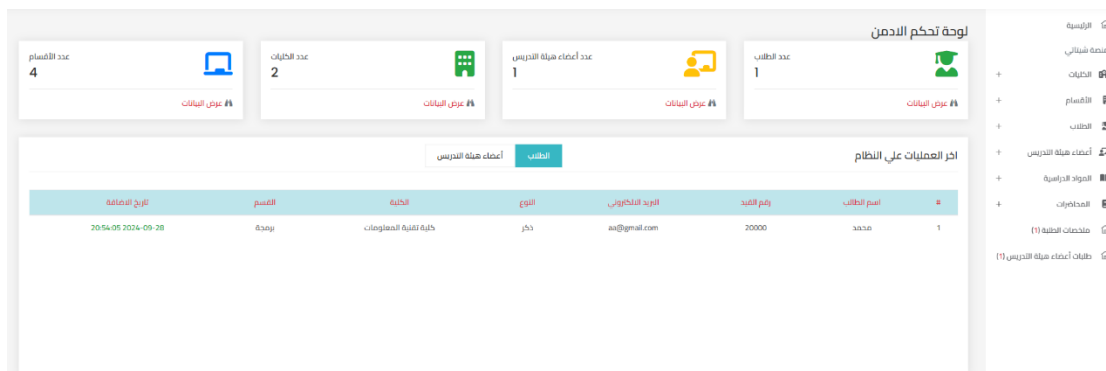 الرئيسية
منصة شيتاتي
الكليات +
الأقسام +
الطلاب +
أعضاء هيئة التدريس +
المواد الدراسية +
المحاضرات +
ملخصات الطلبة (1)
طلبات أعضاء هيئة التدريس (1)
لوحة تحكم الادمن
عدد الطلاب
1
عرض البيانات
عدد أعضاء هيئة التدريس
1
عرض البيانات
عدد الكليات
2
عرض البيانات
عدد الأقسام
4
عرض البيانات
اخر العمليات علي النظام
الطلاب أعضاء هيئة التدريس
# اسم الطالب رقم القيد البريد الالكتروني النوع الكلية القسم تاريخ الاضافة
1 محمد 20000 aa@gmail.com ذكر كلية تقنية المعلومات برمجة 2024-09-28 20:54:05